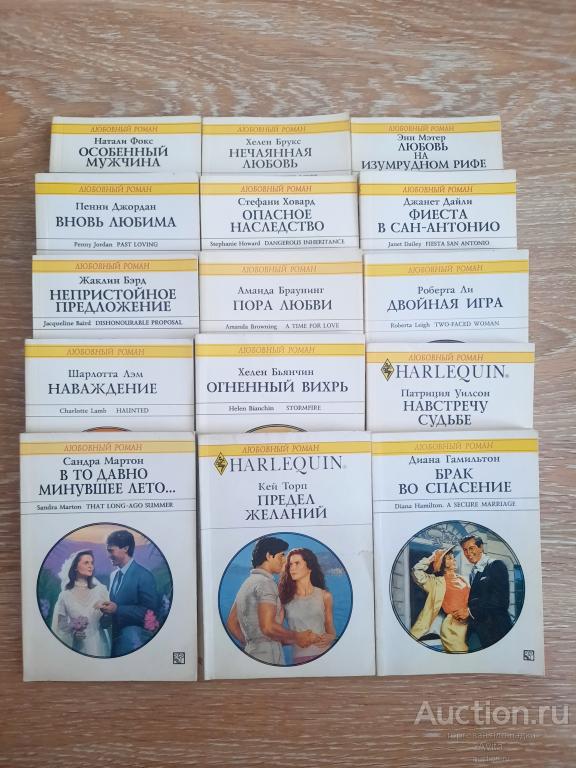 ЛЮБОВНЫЙ РОМАН
Натали Фокс
ОСОБЕННЫЙ
МУЖЧИНА
ЛЮБОВНЫЙ РОМАН
Хелен Брукс
НЕЧАЯННАЯ
ЛЮБОВЬ
ЛЮБОВНЫЙ РОМАН
Энн Мэтер
ЛЮБОВЬ
НА
ИЗУМРУДНОМ РИФЕ
ЛЮБОВНЫЙ РОМАН
Пенни Джордан
ВНОВЬ ЛЮБИМА
Penny Jordan PAST LOVING
ЛЮБОВНЫЙ РОМАН
Стефани Ховард
ОПАСНОЕ
НАСЛЕДСТВО
Stephanie Howard DANGEROUS INHERITANCE
ЛЮБОВНЫЙ РОМАН
Джанет Дайли
ФИЕСТА
В САН-АНТОНИО
Janet Dailey FIESTA SAN ANTONIO
ЛЮБОВНЫЙ РОМАН
Жаклин Бэрд
НЕПРИСТОЙНОЕ
ПРЕДЛОЖЕНИЕ
Jacqueline Baird DISHONOURABLE PROPOSAL
ЛЮБОВНЫЙ РОМАН
Аманда Браунинг
ПОРА ЛЮБВИ
Amanda Browning A TIME FOR LOVE
ЛЮБОВНЫЙ РОМАН
Роберта Ли
ДВОЙНАЯ ИГРА
Roberta Leigh TWO-FACED WOMAN
ЛЮБОВНЫЙ РОМАН
Шарлотта Лэм
НАВАЖДЕНИЕ
Charlotte Lamb HAUNTED
ЛЮБОВНЫЙ РОМАН
Хелен Бьянчин
ОГНЕННЫЙ ВИХРЬ
Helen Bianchin STORMFIRE
ЛЮБОВНЫЙ РОМАН
HARLEQUIN®
Патриция Уилсон
НАВСТРЕЧУ
СУДЬБЕ
ЛЮБОВНЫЙ РОМАН
Сандра Мартон
В ТО ДАВНО
МИНУВШЕЕ ЛЕТО...
Sandra Marton THAT LONG-AGO SUMMER
ЛЮБОВНЫЙ РОМАН
HARLEQUIN®
Кей Торп
ПРЕДЕЛ
ЖЕЛАНИЙ
ЛЮБОВНЫЙ РОМАН
Диана Гамильтон
БРАК
ВО СПАСЕНИЕ
Diana Hamilton. A SECURE MARRIAGE
Auction.ru